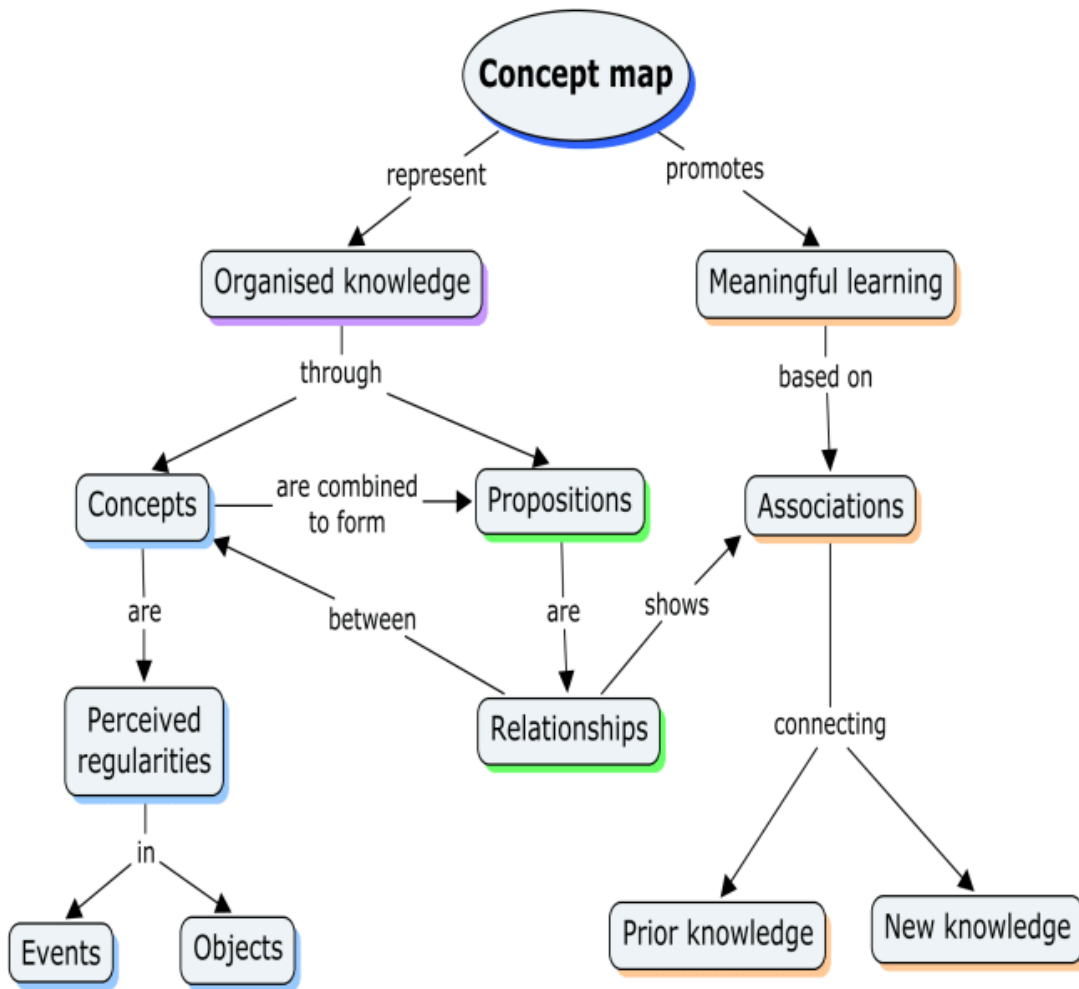 Concept map
represent
promotes
Organised knowledge
Meaningful learning
through
based on
Concepts
are combined
to form
Propositions
Associations
are
between
are
shows
Perceived
regularities
Relationships
connecting
in
Events
Objects
Prior knowledge
New knowledge